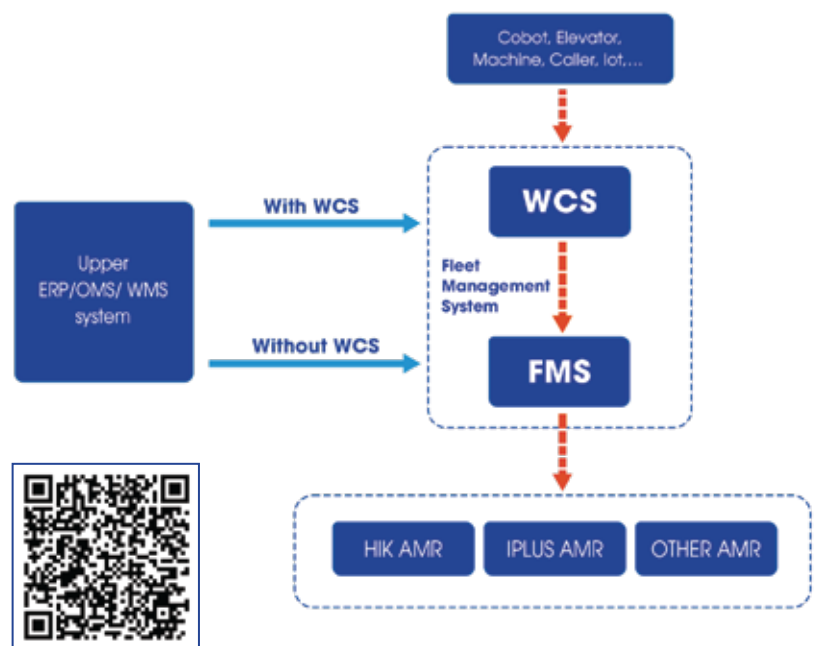 Cobot, Elevator,
Machine, Caller, Iot,...
WCS
With WCS
Upper
ERP/OMS/ WMS
system
Fleet
Management
System
Without WCS
FMS
HIK AMR
IPLUS AMR
OTHER AMR